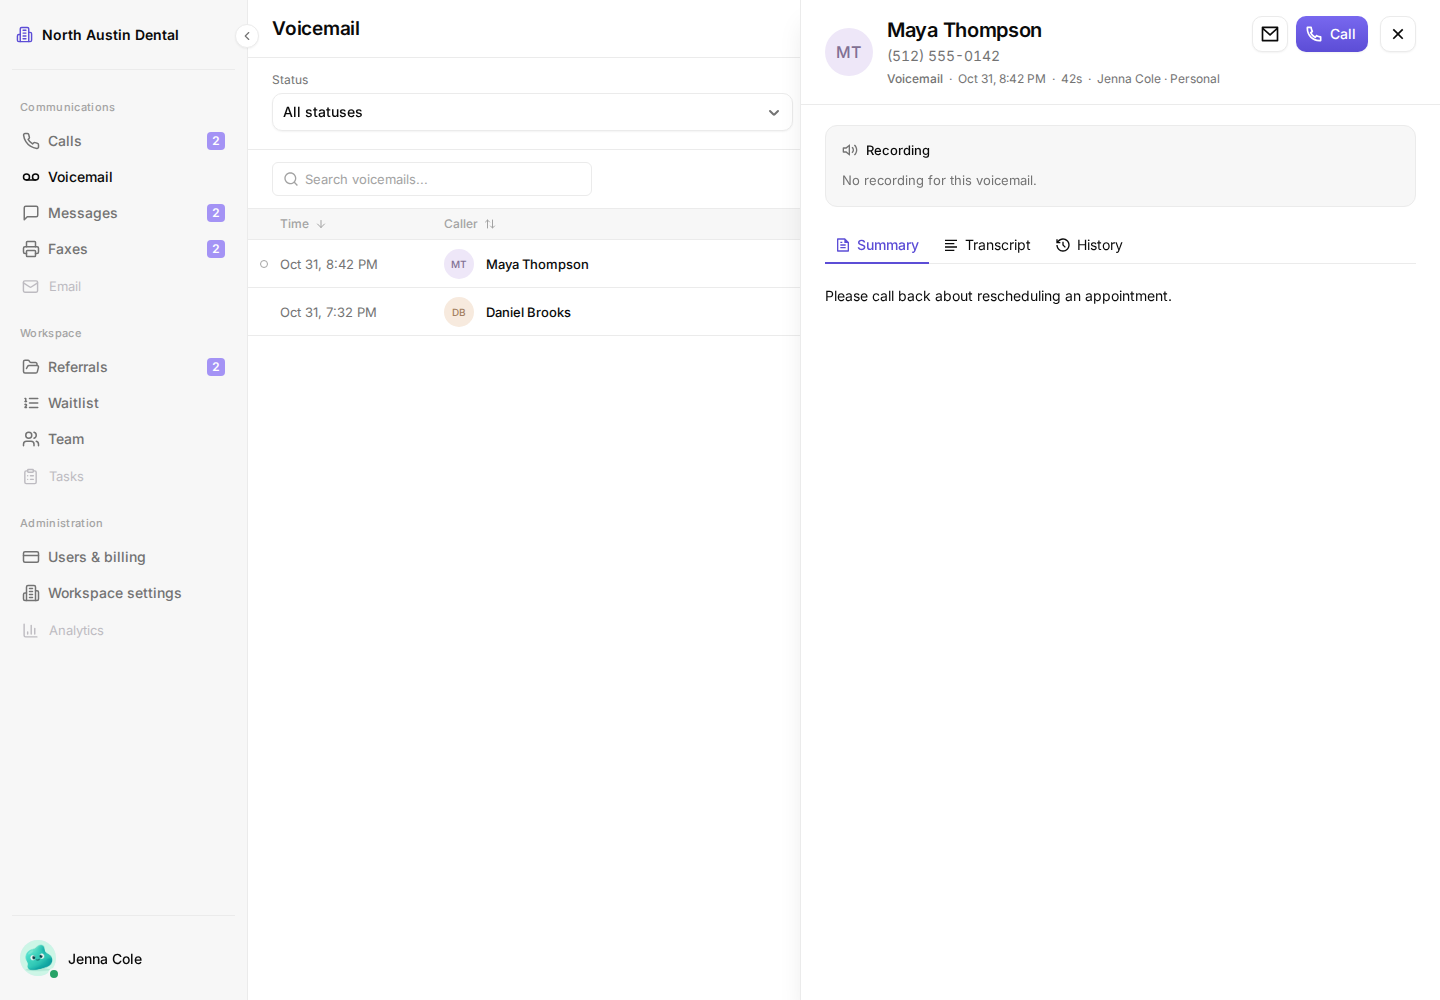 North Austin Dental
Communications
Calls 2
Voicemail
Messages 2
Faxes 2
Email
Workspace
Referrals 2
Waitlist
Team
Tasks
Administration
Users & billing
Workspace settings
Analytics
Jenna Cole
Voicemail
Status
All statuses
Search voicemails...
Time Caller
Oct 31, 8:42 PM MT Maya Thompson
Oct 31, 7:32 PM DB Daniel Brooks
MT
Maya Thompson
(512) 555-0142
Voicemail · Oct 31, 8:42 PM · 42s · Jenna Cole · Personal
Call
Recording
No recording for this voicemail.
Summary Transcript History
Please call back about rescheduling an appointment.